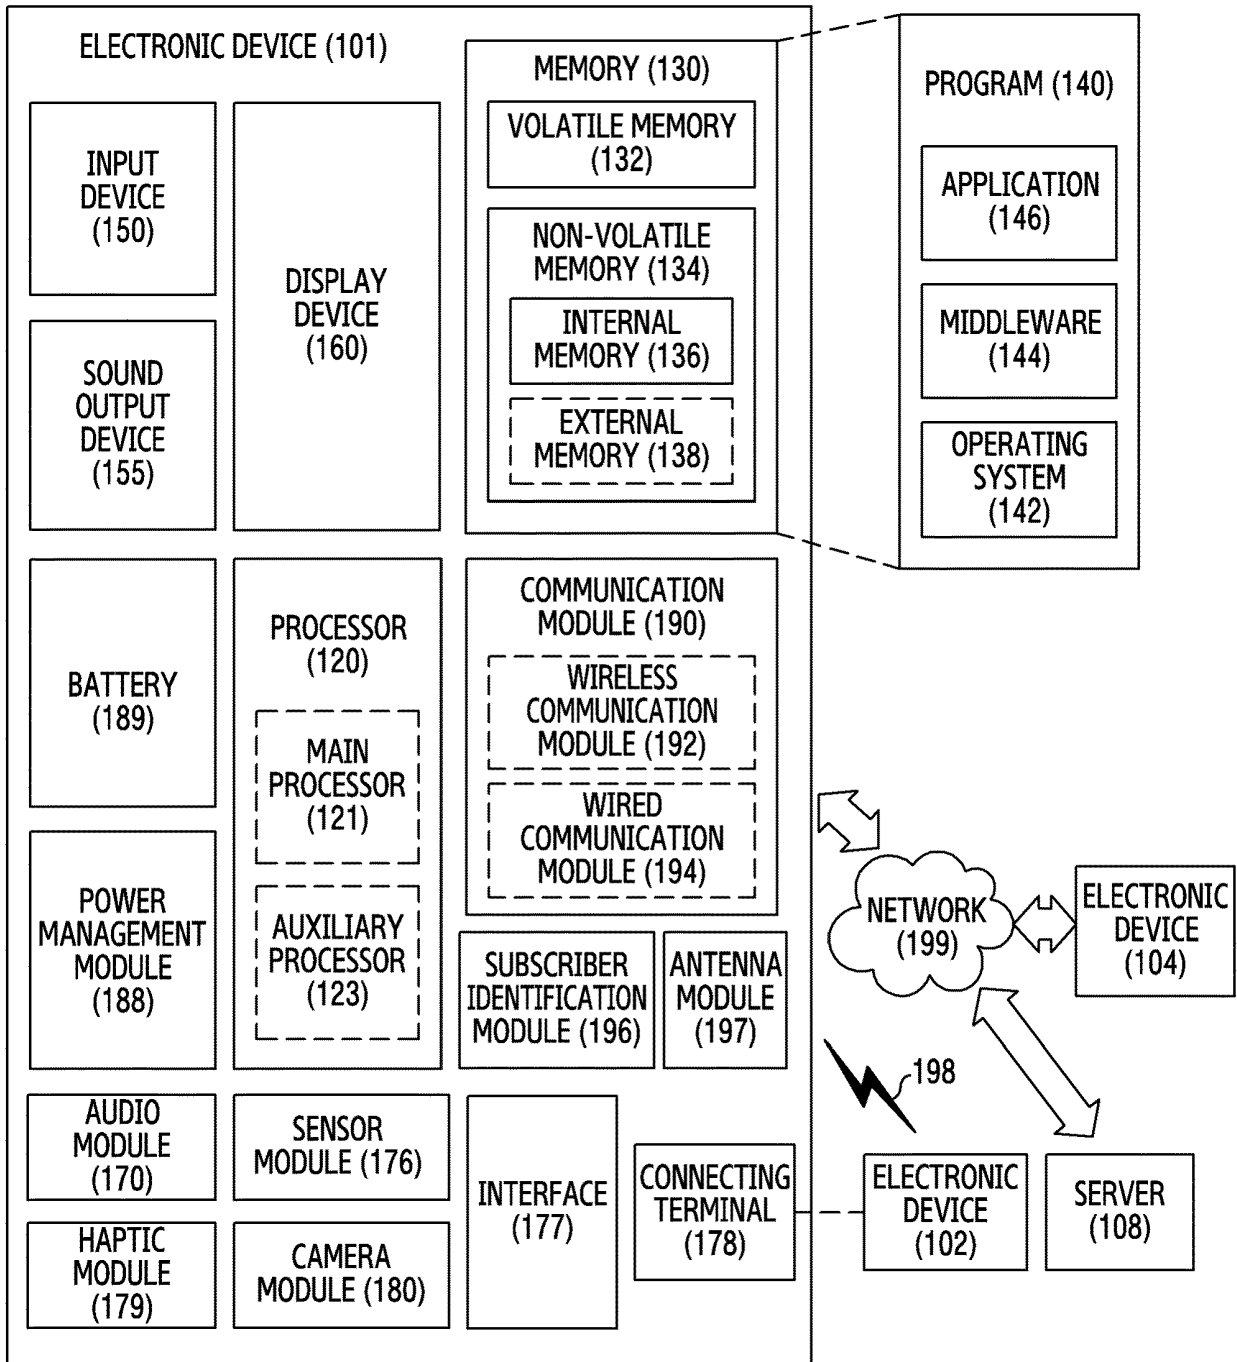 ELECTRONIC DEVICE (101)
INPUT
DEVICE
(150)
SOUND
OUTPUT
DEVICE
(155)
DISPLAY
DEVICE
(160)
MEMORY (130)
VOLATILE MEMORY
(132)
NON-VOLATILE
MEMORY (134)
INTERNAL
MEMORY (136)
EXTERNAL
MEMORY (138)
PROGRAM (140)
APPLICATION
(146)
MIDDLEWARE
(144)
OPERATING
SYSTEM
(142)
BATTERY
(189)
POWER
MANAGEMENT
MODULE
(188)
PROCESSOR
(120)
MAIN
PROCESSOR
(121)
AUXILIARY
PROCESSOR
(123)
COMMUNICATION
MODULE (190)
WIRELESS
COMMUNICATION
MODULE (192)
WIRED
COMMUNICATION
MODULE (194)
SUBSCRIBER
IDENTIFICATION
MODULE (196)
ANTENNA
MODULE
(197)
NETWORK
(199)
ELECTRONIC
DEVICE
(104)
198
AUDIO
MODULE
(170)
SENSOR
MODULE (176)
HAPTIC
MODULE
(179)
CAMERA
MODULE (180)
INTERFACE
(177)
CONNECTING
TERMINAL
(178)
ELECTRONIC
DEVICE
(102)
SERVER
(108)